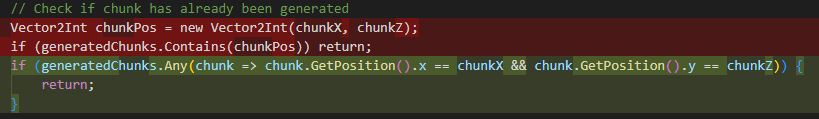 // Check if chunk has already been generated
Vector2Int chunkPos = new Vector2Int(chunkX, chunkZ);
if (generatedChunks.Contains(chunkPos)) return;
if (generatedChunks.Any(chunk => chunk.GetPosition().x == chunkX && chunk.GetPosition().y == chunkZ)) {
    return;
}